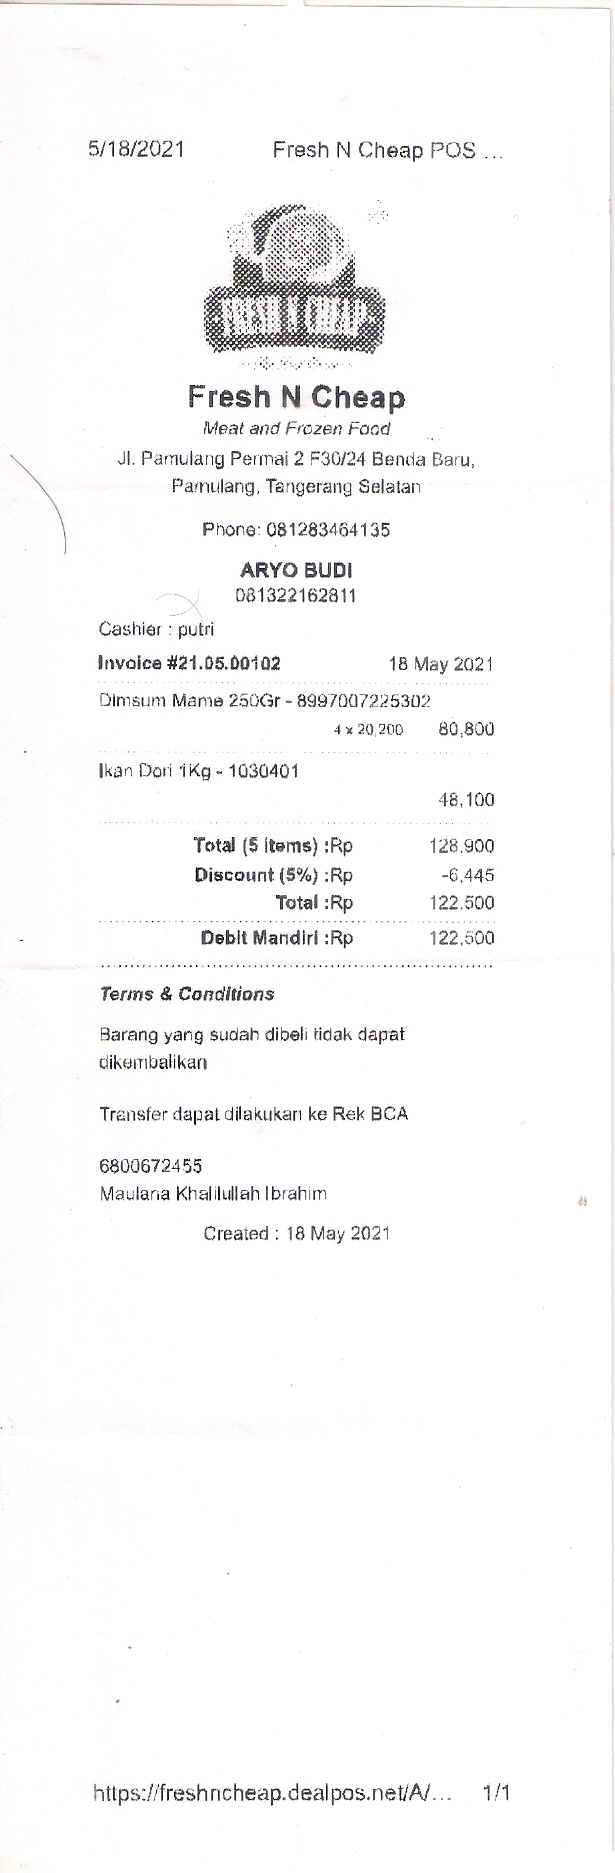 5/18/2021 Fresh N Cheap POS ...
FRESH N CHEAP
Fresh N Cheap
Meat and Frozen Food
Jl. Pamulang Permai 2 F30/24 Benda Baru,
Pamulang, Tangerang Selatan
Phone: 081283464135
ARYO BUDI
081322162811
Cashier : putri
Invoice #21.05.00102 18 May 2021
Dimsum Mame 250Gr - 8997007225302
4 x 20,200 80,800
Ikan Dori 1Kg - 1030401
48,100
Total (5 items) :Rp 128.900
Discount (5%) :Rp -6,445
Total :Rp 122.500
Debit Mandiri :Rp 122,500
Terms & Conditions
Barang yang sudah dibeli tidak dapat
dikembalikan
Transfer dapat dilakukan ke Rek BCA
6800672455
Maulana Khalilullah Ibrahim
Created : 18 May 2021
https://freshncheap.dealpos.net/A/... 1/1